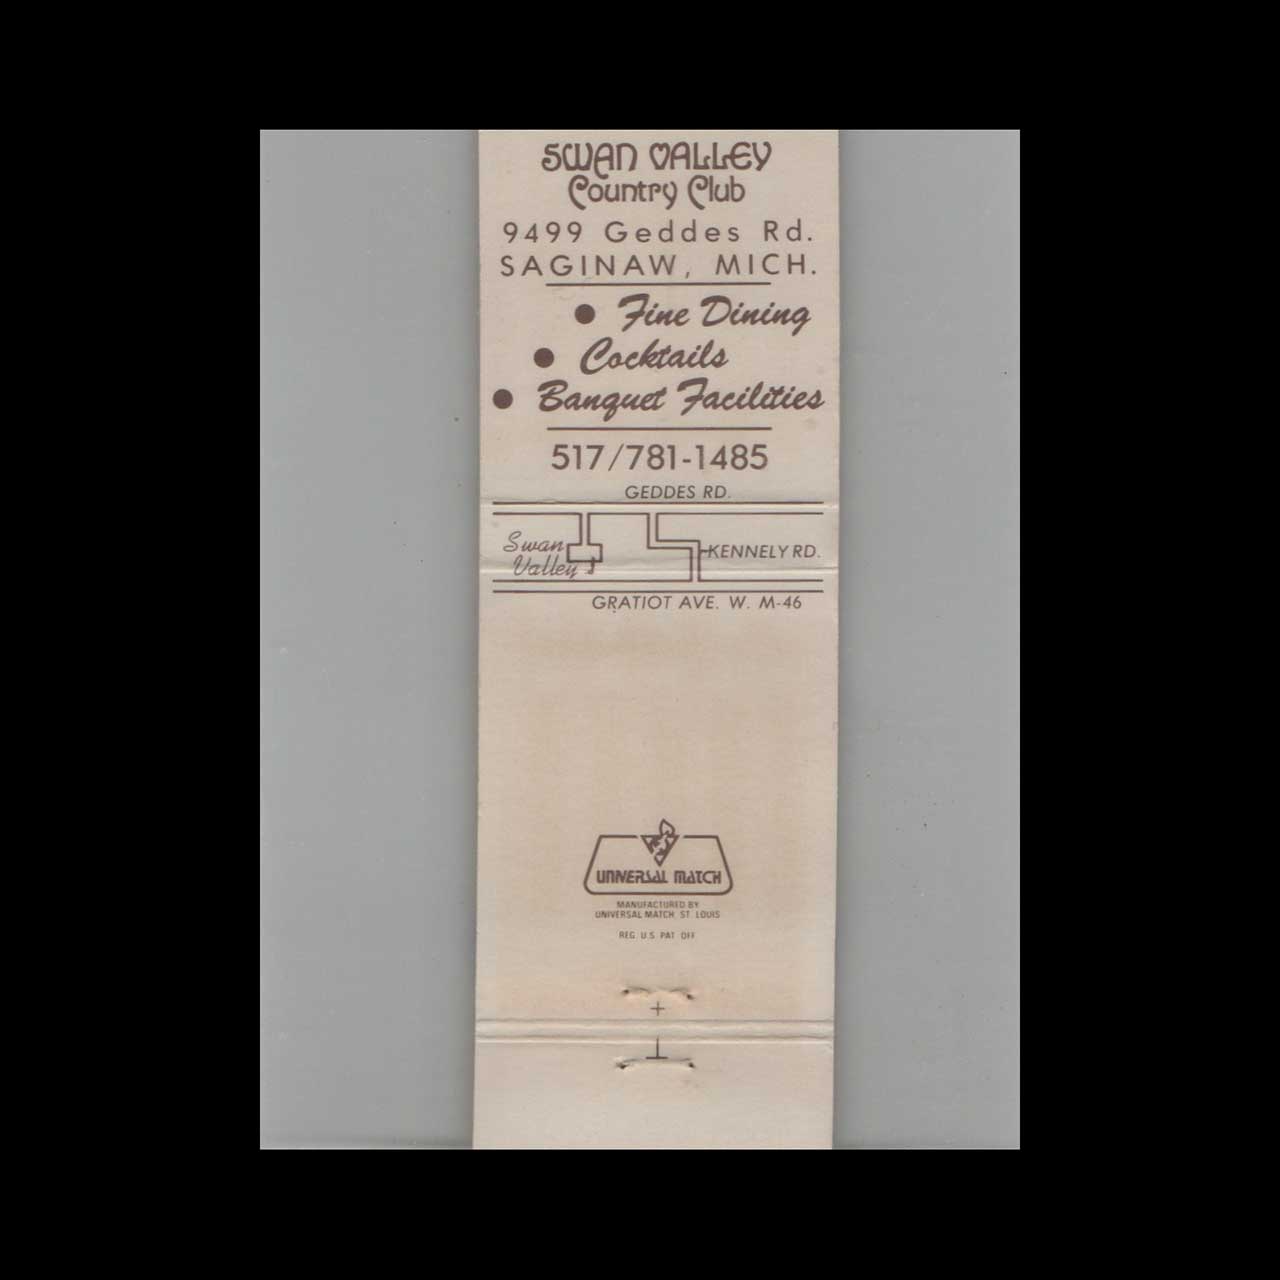 SWAN VALLEY
Country Club
9499 Geddes Rd.
SAGINAW, MICH.
● Fine Dining
● Cocktails
● Banquet Facilities
517/781-1485
GEDDES RD.
Swan
Valley
KENNELY RD.
GRATIOT AVE. W. M-46
UNIVERSAL MATCH
MANUFACTURED BY
UNIVERSAL MATCH, ST. LOUIS
REG. U.S. PAT. OFF.